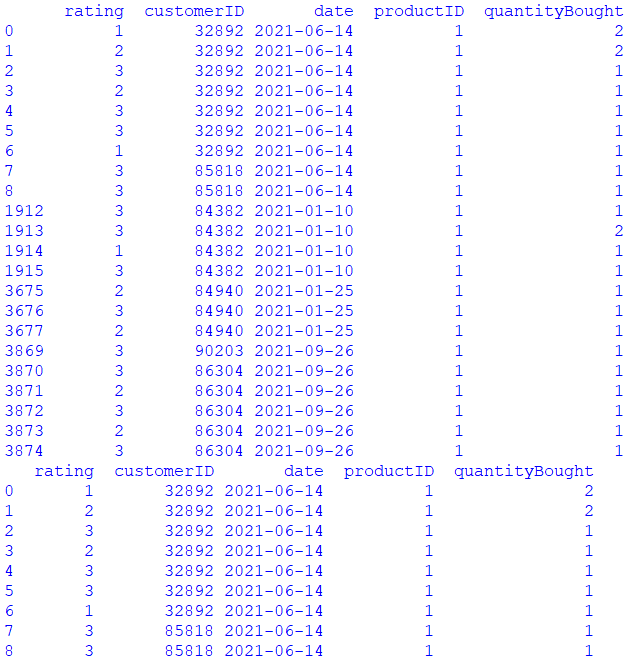 rating customerID date productID quantityBought
0 1 32892 2021-06-14 1 2
1 2 32892 2021-06-14 1 2
2 3 32892 2021-06-14 1 1
3 2 32892 2021-06-14 1 1
4 3 32892 2021-06-14 1 1
5 3 32892 2021-06-14 1 1
6 1 32892 2021-06-14 1 1
7 3 85818 2021-06-14 1 1
8 3 85818 2021-06-14 1 1
1912 3 84382 2021-01-10 1 1
1913 3 84382 2021-01-10 1 2
1914 1 84382 2021-01-10 1 1
1915 3 84382 2021-01-10 1 1
3675 2 84940 2021-01-25 1 1
3676 3 84940 2021-01-25 1 1
3677 2 84940 2021-01-25 1 1
3869 3 90203 2021-09-26 1 1
3870 3 86304 2021-09-26 1 1
3871 2 86304 2021-09-26 1 1
3872 3 86304 2021-09-26 1 1
3873 2 86304 2021-09-26 1 1
3874 3 86304 2021-09-26 1 1
rating customerID date productID quantityBought
0 1 32892 2021-06-14 1 2
1 2 32892 2021-06-14 1 2
2 3 32892 2021-06-14 1 1
3 2 32892 2021-06-14 1 1
4 3 32892 2021-06-14 1 1
5 3 32892 2021-06-14 1 1
6 1 32892 2021-06-14 1 1
7 3 85818 2021-06-14 1 1
8 3 85818 2021-06-14 1 1